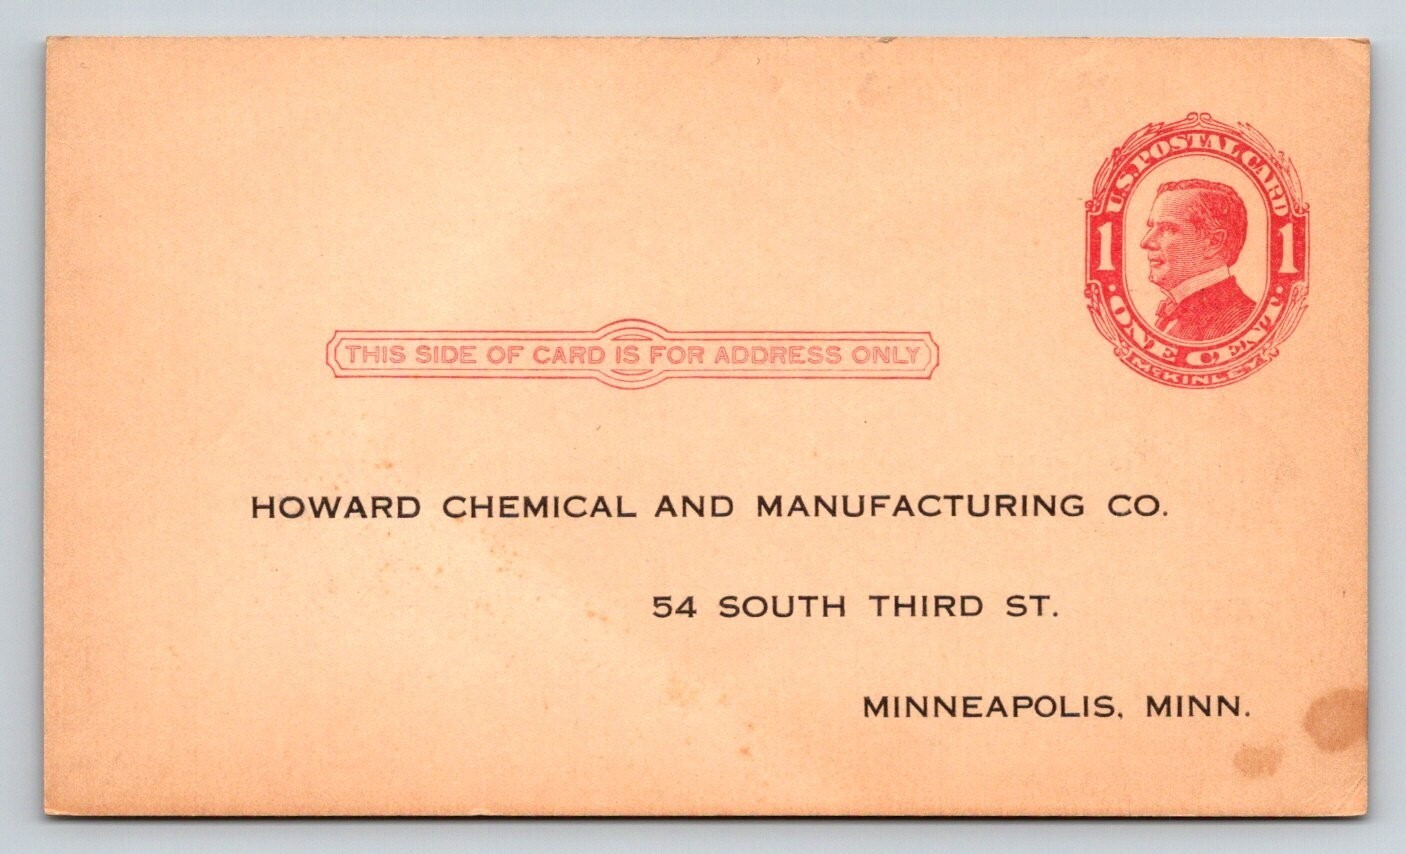 U.S. POSTAL CARD
1 1
· ONE CENT ·
McKINLEY
THIS SIDE OF CARD IS FOR ADDRESS ONLY
HOWARD CHEMICAL AND MANUFACTURING CO.
54 SOUTH THIRD ST.
MINNEAPOLIS, MINN.